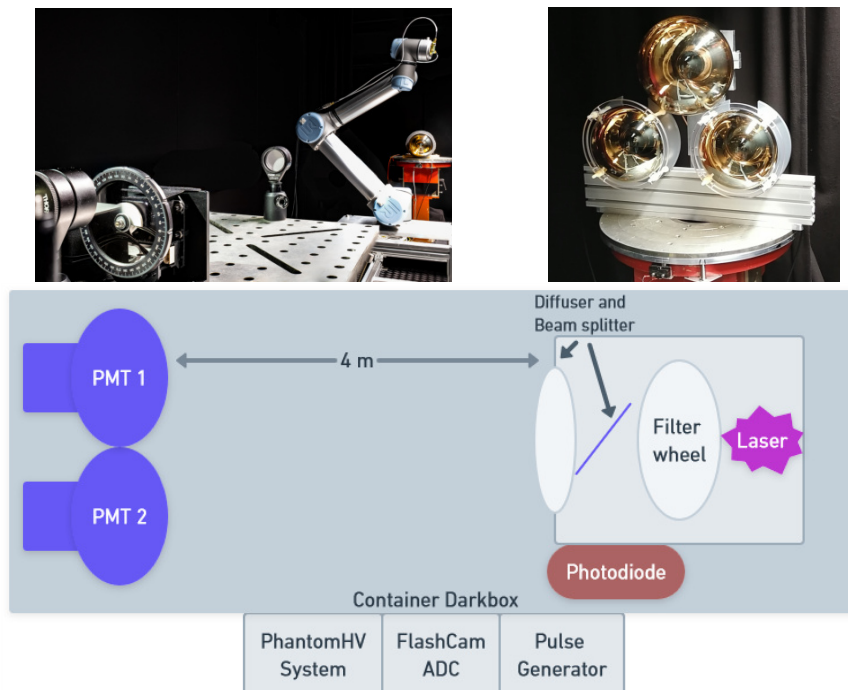 Diffuser and
Beam splitter
PMT 1
4 m
Filter
wheel
Laser
PMT 2
Photodiode
Container Darkbox
PhantomHV
System
FlashCam
ADC
Pulse
Generator